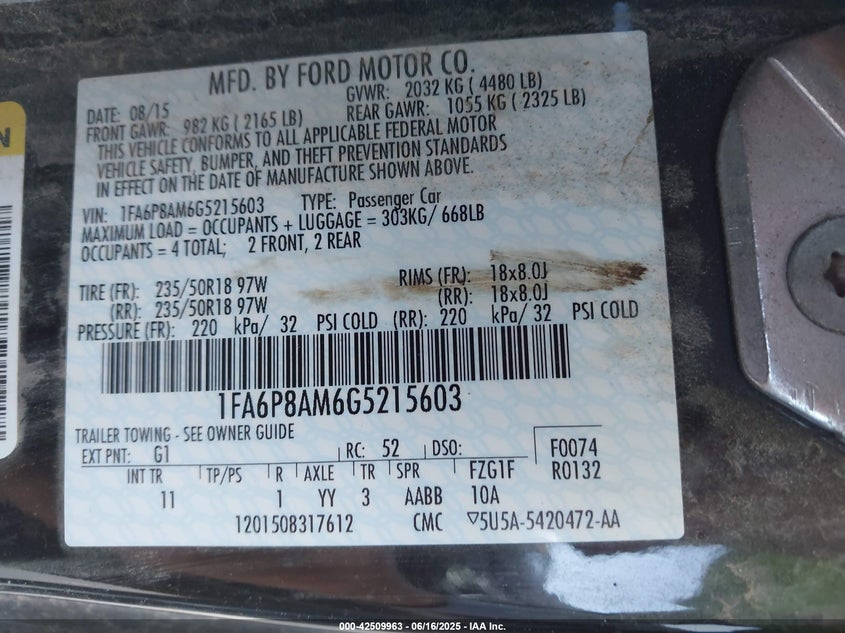 MFD. BY FORD MOTOR CO.
DATE: 08/15 GVWR: 2032 KG ( 4480 LB)
FRONT GAWR: 982 KG ( 2165 LB) REAR GAWR: 1055 KG ( 2325 LB)
THIS VEHICLE CONFORMS TO ALL APPLICABLE FEDERAL MOTOR
VEHICLE SAFETY, BUMPER, AND THEFT PREVENTION STANDARDS
IN EFFECT ON THE DATE OF MANUFACTURE SHOWN ABOVE.
VIN: 1FA6P8AM6G5215603 TYPE: Passenger Car
MAXIMUM LOAD = OCCUPANTS + LUGGAGE = 303KG/ 668LB
OCCUPANTS = 4 TOTAL; 2 FRONT, 2 REAR
TIRE (FR): 235/50R18 97W RIMS (FR): 18x8.0J
(RR): 235/50R18 97W (RR): 18x8.0J
PRESSURE (FR): 220 kPa/ 32 PSI COLD (RR): 220 kPa/ 32 PSI COLD
1FA6P8AM6G5215603
TRAILER TOWING - SEE OWNER GUIDE
EXT PNT: G1 RC: 52 DSO: F0074
INT TR TP/PS R AXLE TR SPR FZG1F R0132
11 1 YY 3 AABB 10A
1201508317612 CMC ▽5U5A-5420472-AA
N
000-42509963 - 06/16/2025 - IAA Inc.